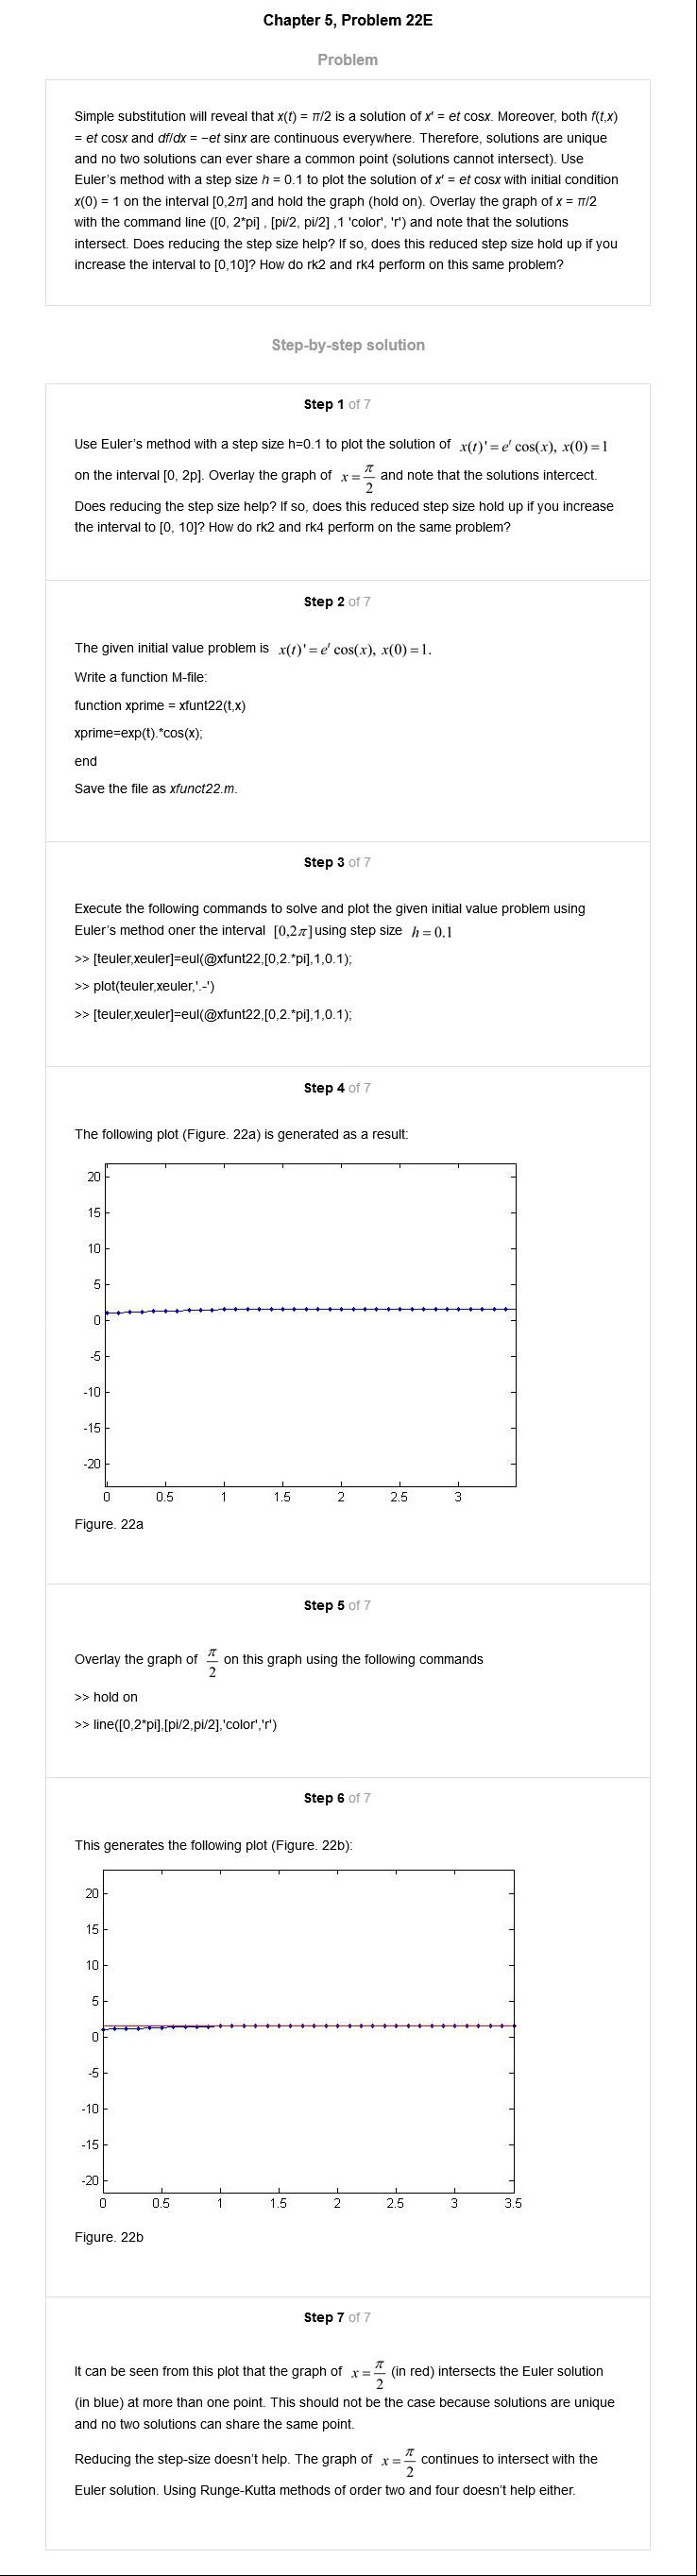 Chapter 5, Problem 22E
Problem
Simple substitution will reveal that x(t) = π/2 is a solution of x' = et cosx. Moreover, both f(t,x)
= et cosx and df/dx = −et sinx are continuous everywhere. Therefore, solutions are unique
and no two solutions can ever share a common point (solutions cannot intersect). Use
Euler's method with a step size h = 0.1 to plot the solution of x' = et cosx with initial condition
x(0) = 1 on the interval [0,2π] and hold the graph (hold on). Overlay the graph of x = π/2
with the command line ([0, 2*pi] , [pi/2, pi/2] ,1 'color', 'r') and note that the solutions
intersect. Does reducing the step size help? If so, does this reduced step size hold up if you
increase the interval to [0,10]? How do rk2 and rk4 perform on this same problem?
Step-by-step solution
Step 1 of 7
Use Euler's method with a step size h=0.1 to plot the solution of x(t)'=e^t cos(x), x(0)=1
on the interval [0, 2p]. Overlay the graph of x=π/2 and note that the solutions intercect.
Does reducing the step size help? If so, does this reduced step size hold up if you increase
the interval to [0, 10]? How do rk2 and rk4 perform on the same problem?
Step 2 of 7
The given initial value problem is x(t)'=e^t cos(x), x(0)=1.
Write a function M-file:
function xprime = xfunt22(t,x)
xprime=exp(t).*cos(x);
end
Save the file as xfunct22.m.
Step 3 of 7
Execute the following commands to solve and plot the given initial value problem using
Euler's method oner the interval [0,2π] using step size h=0.1
>> [teuler,xeuler]=eul(@xfunt22,[0,2.*pi],1,0.1);
>> plot(teuler,xeuler,'.-')
>> [teuler,xeuler]=eul(@xfunt22,[0,2.*pi],1,0.1);
Step 4 of 7
The following plot (Figure. 22a) is generated as a result:
20
15
10
5
0
-5
-10
-15
-20
0 0.5 1 1.5 2 2.5 3
Figure. 22a
Step 5 of 7
Overlay the graph of π/2 on this graph using the following commands
>> hold on
>> line([0,2*pi],[pi/2,pi/2],'color','r')
Step 6 of 7
This generates the following plot (Figure. 22b):
20
15
10
5
0
-5
-10
-15
-20
0 0.5 1 1.5 2 2.5 3 3.5
Figure. 22b
Step 7 of 7
It can be seen from this plot that the graph of x=π/2 (in red) intersects the Euler solution
(in blue) at more than one point. This should not be the case because solutions are unique
and no two solutions can share the same point.
Reducing the step-size doesn't help. The graph of x=π/2 continues to intersect with the
Euler solution. Using Runge-Kutta methods of order two and four doesn't help either.